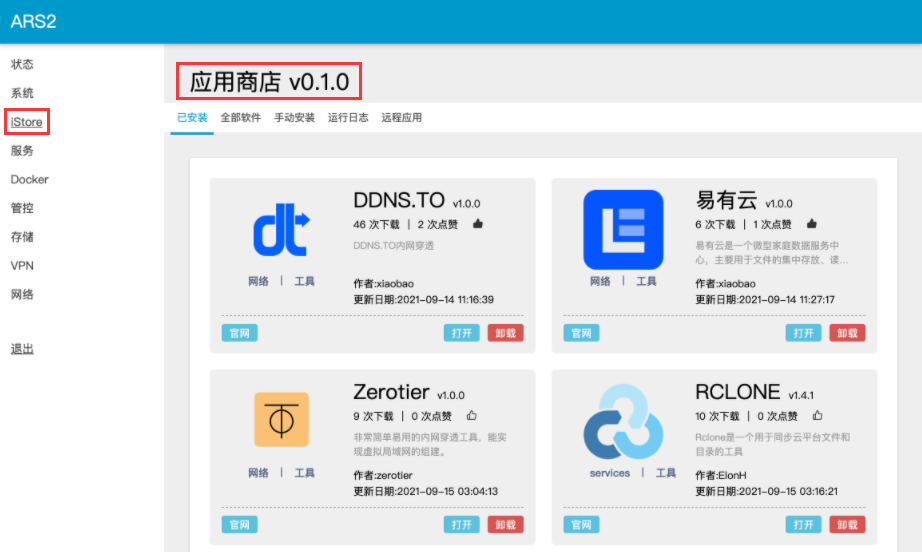 ARS2
状态
系统
iStore
服务
Docker
管控
存储
VPN
网络
退出
应用商店 v0.1.0
已安装 全部软件 手动安装 运行日志 远程应用
DDNS.TO v1.0.0
46 次下载 | 2 次点赞
DDNS.TO内网穿透
网络 | 工具
作者:xiaobao
更新日期:2021-09-14 11:16:39
官网 打开 卸载
易有云 v1.0.0
6 次下载 | 1 次点赞
易有云是一个微型家庭数据服务中
心，主要用于文件的集中存放、读...
网络 | 工具
作者:xiaobao
更新日期:2021-09-14 11:27:17
官网 打开 卸载
Zerotier v1.0.0
9 次下载 | 0 次点赞
非常简单易用的内网穿透工具，能实
现虚拟局域网的组建。
网络 | 工具
作者:zerotier
更新日期:2021-09-15 03:04:13
官网 打开 卸载
RCLONE v1.4.1
10 次下载 | 0 次点赞
Rclone是一个用于同步云平台文件和
目录的工具
services | 工具
作者:ElonH
更新日期:2021-09-15 03:16:21
官网 打开 卸载